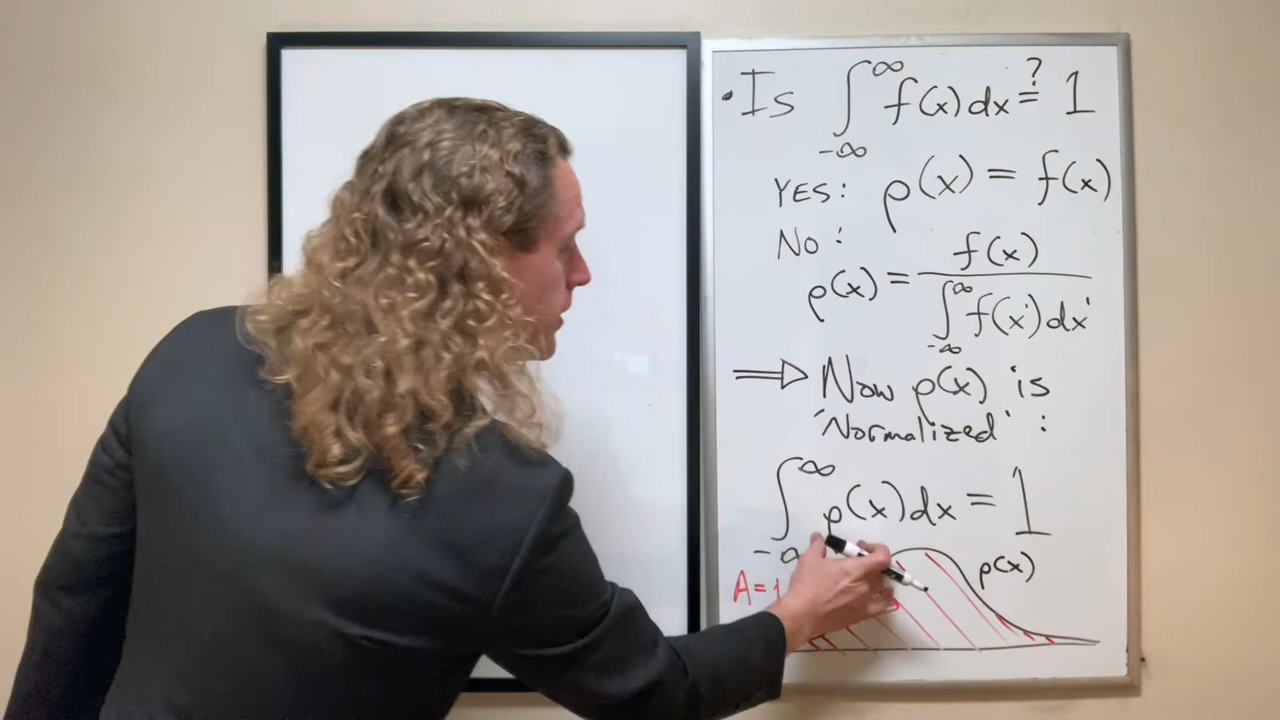 • Is ∫_{-∞}^{∞} f(x)dx ≟ 1
YES: ρ(x) = f(x)
No:
ρ(x) = f(x) / ∫_{-∞}^{∞} f(x')dx'
⟹ Now ρ(x) is
'Normalized' :
∫_{-∞}^{∞} ρ(x)dx = 1
ρ(x)
A=1